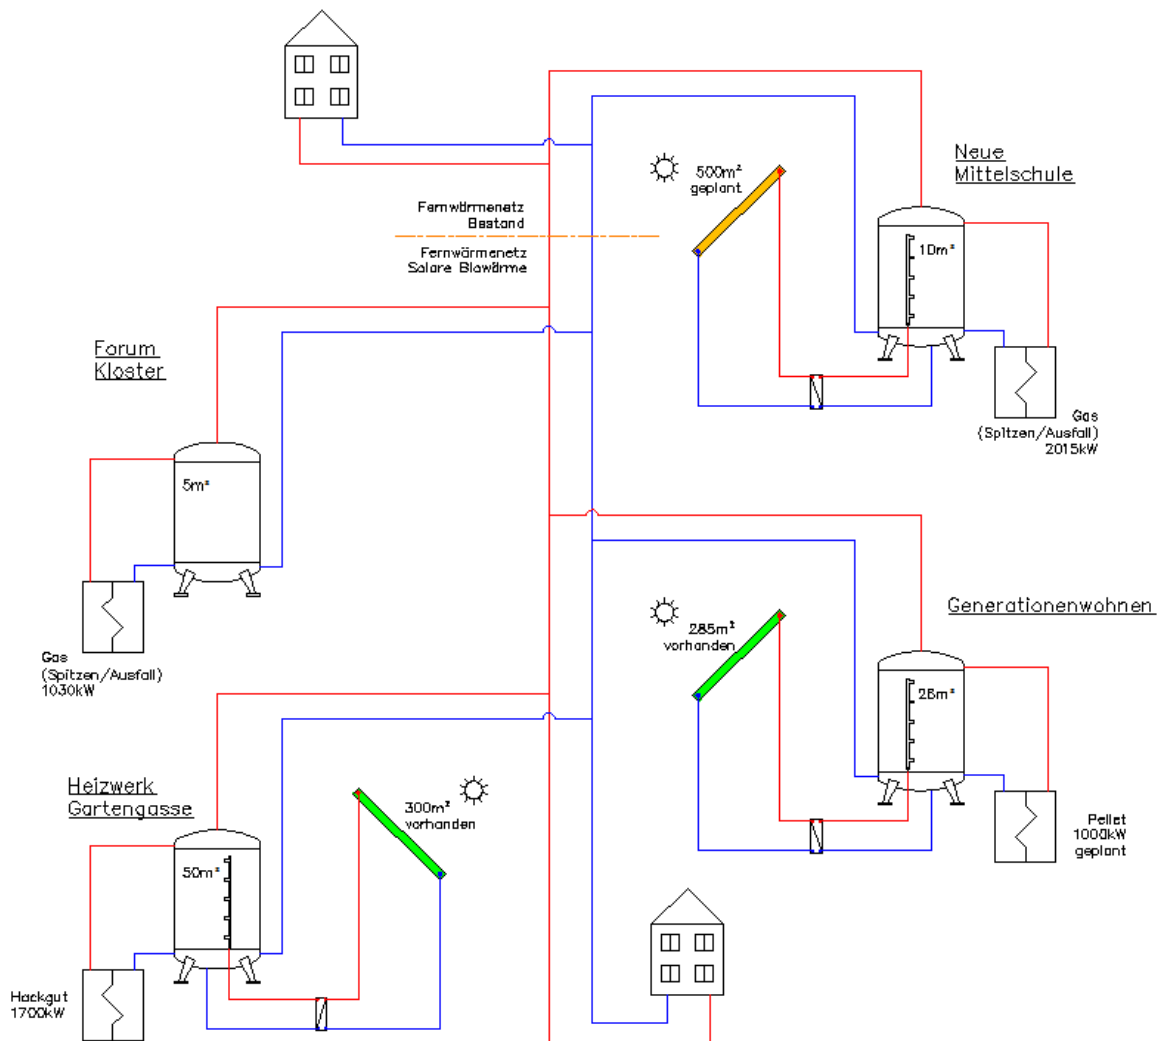 Neue
Mittelschule
500m²
geplant
10m³
Fernwärmenetz
Bestand
Fernwärmenetz
Solare Biowärme
Forum
Kloster
Gas
(Spitzen/Ausfall)
2015kW
5m³
Generationenwohnen
285m²
vorhanden
Gas
(Spitzen/Ausfall)
1030kW
26m³
Heizwerk
Gartengasse
300m²
vorhanden
Pellet
1000kW
geplant
50m³
Hackgut
1700kW